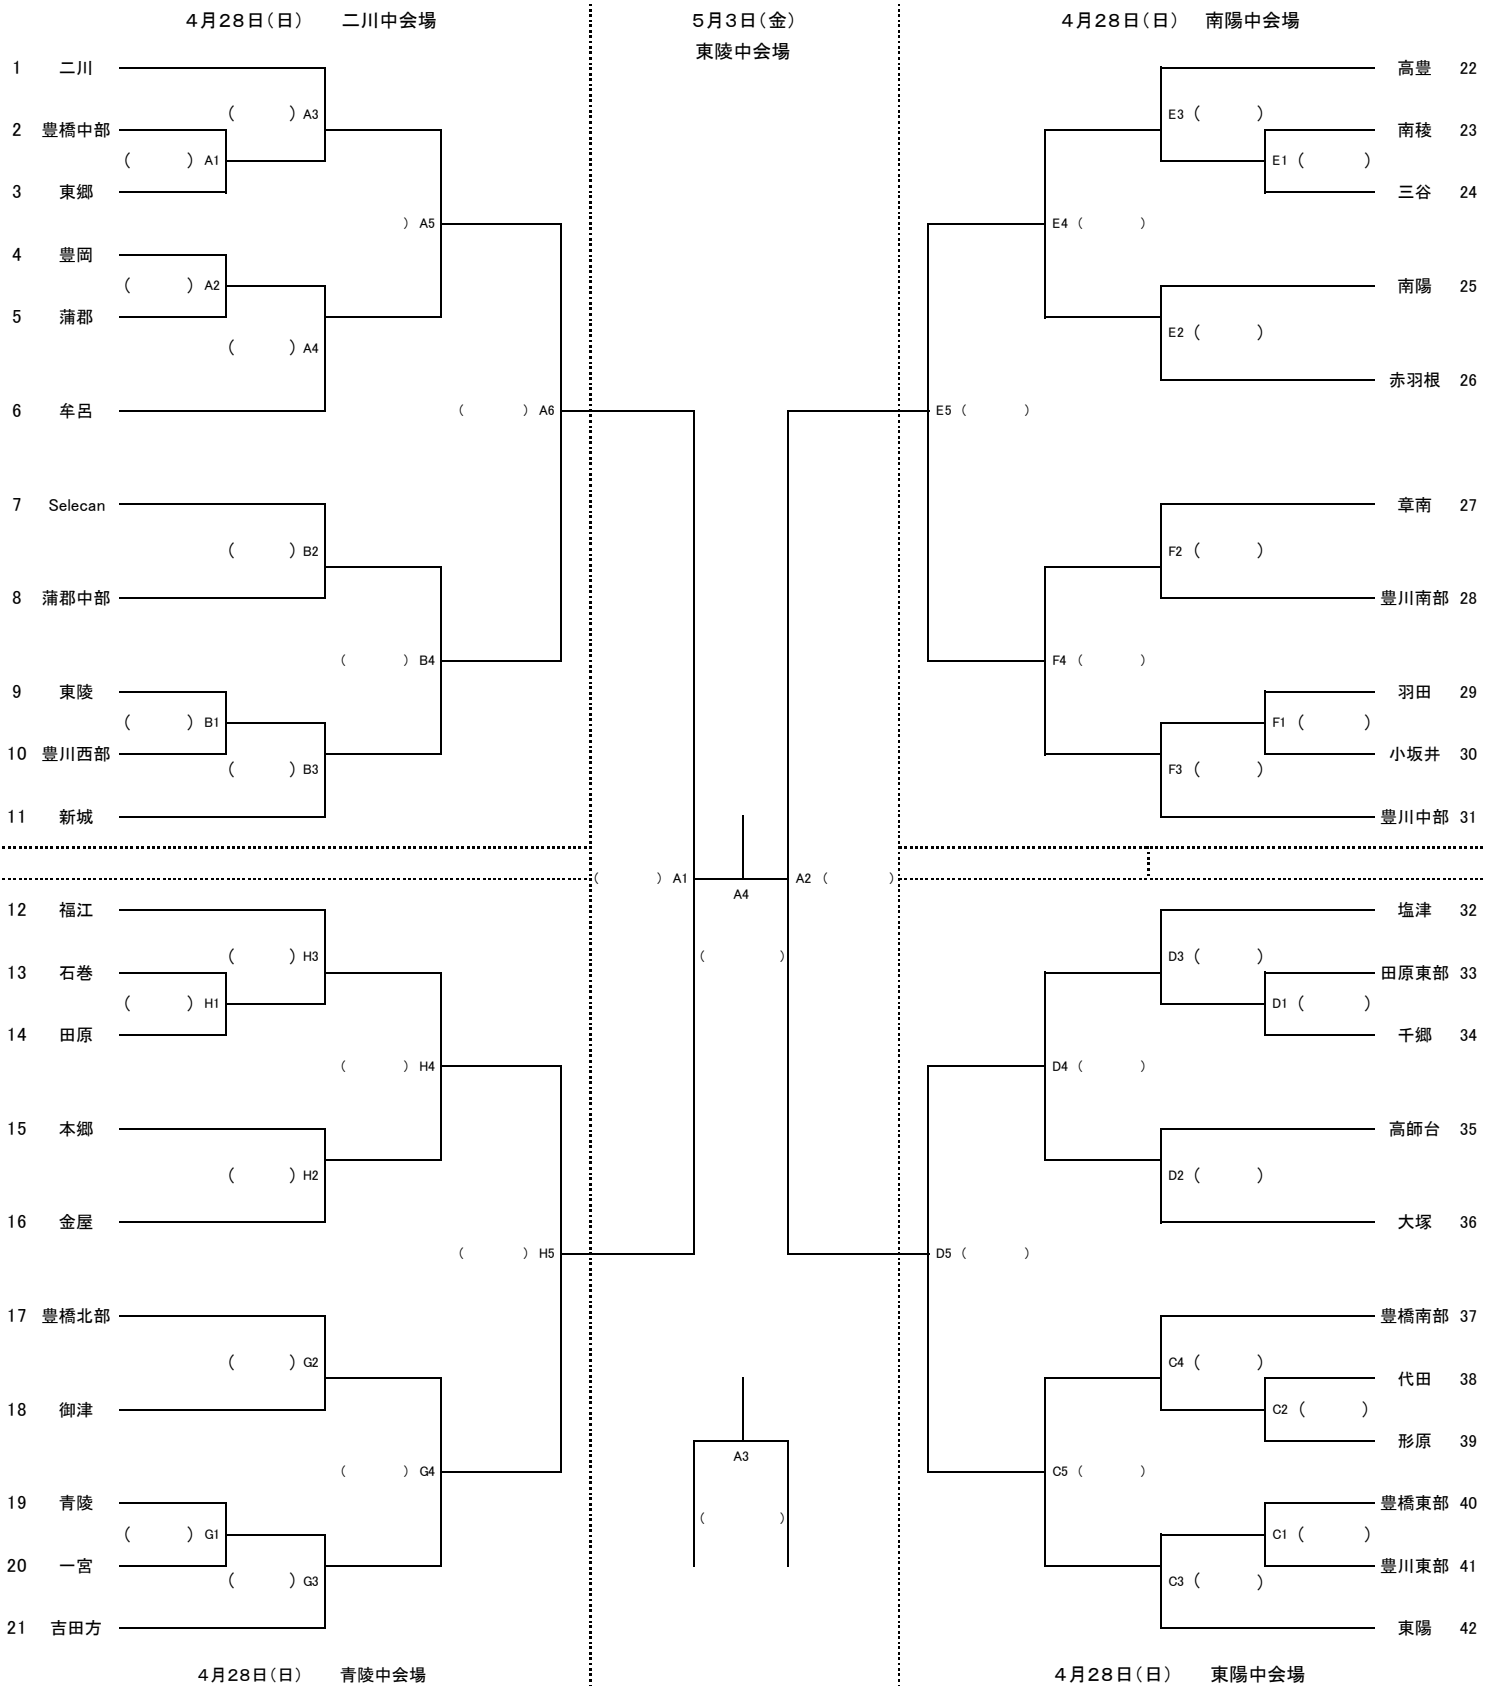 4月28日(日) 二川中会場
5月3日(金)
東陵中会場
4月28日(日) 南陽中会場
1 二川
( ) A3
2 豊橋中部
( ) A1
3 東郷
) A5
4 豊岡
( ) A2
5 蒲郡
( ) A4
6 牟呂
( ) A6
7 Selecan
( ) B2
8 蒲郡中部
( ) B4
9 東陵
( ) B1
10 豊川西部
( ) B3
11 新城
高豊 22
E3 ( )
南稜 23
E1 ( )
三谷 24
E4 ( )
南陽 25
E2 ( )
赤羽根 26
E5 ( )
章南 27
F2 ( )
豊川南部 28
F4 ( )
羽田 29
F1 ( )
小坂井 30
F3 ( )
豊川中部 31
( ) A1
A4
( )
A2 ( )
12 福江
( ) H3
13 石巻
( ) H1
14 田原
( ) H4
15 本郷
( ) H2
16 金屋
( ) H5
17 豊橋北部
( ) G2
18 御津
( ) G4
19 青陵
( ) G1
20 一宮
( ) G3
21 吉田方
A3
( )
塩津 32
D3 ( )
田原東部 33
D1 ( )
千郷 34
D4 ( )
高師台 35
D2 ( )
大塚 36
D5 ( )
豊橋南部 37
C4 ( )
代田 38
C2 ( )
形原 39
C5 ( )
豊橋東部 40
C1 ( )
豊川東部 41
C3 ( )
東陽 42
4月28日(日) 青陵中会場
4月28日(日) 東陽中会場